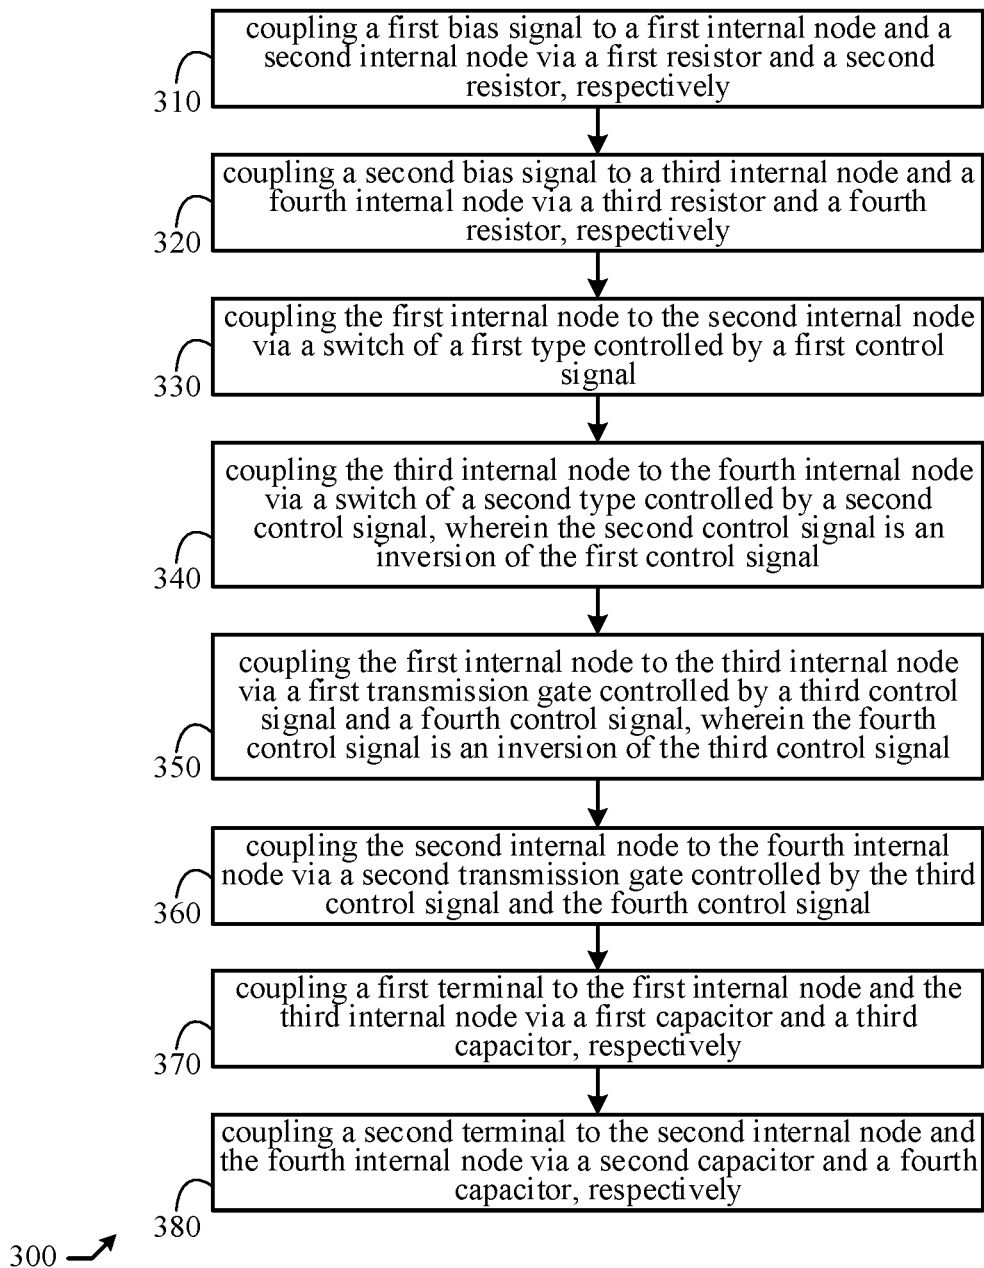 coupling a first bias signal to a first internal node and a
second internal node via a first resistor and a second
resistor, respectively
310
coupling a second bias signal to a third internal node and a
fourth internal node via a third resistor and a fourth
resistor, respectively
320
coupling the first internal node to the second internal node
via a switch of a first type controlled by a first control
signal
330
coupling the third internal node to the fourth internal node
via a switch of a second type controlled by a second
control signal, wherein the second control signal is an
inversion of the first control signal
340
coupling the first internal node to the third internal node
via a first transmission gate controlled by a third control
signal and a fourth control signal, wherein the fourth
control signal is an inversion of the third control signal
350
coupling the second internal node to the fourth internal
node via a second transmission gate controlled by the third
control signal and the fourth control signal
360
coupling a first terminal to the first internal node and the
third internal node via a first capacitor and a third
capacitor, respectively
370
coupling a second terminal to the second internal node and
the fourth internal node via a second capacitor and a fourth
capacitor, respectively
380
300